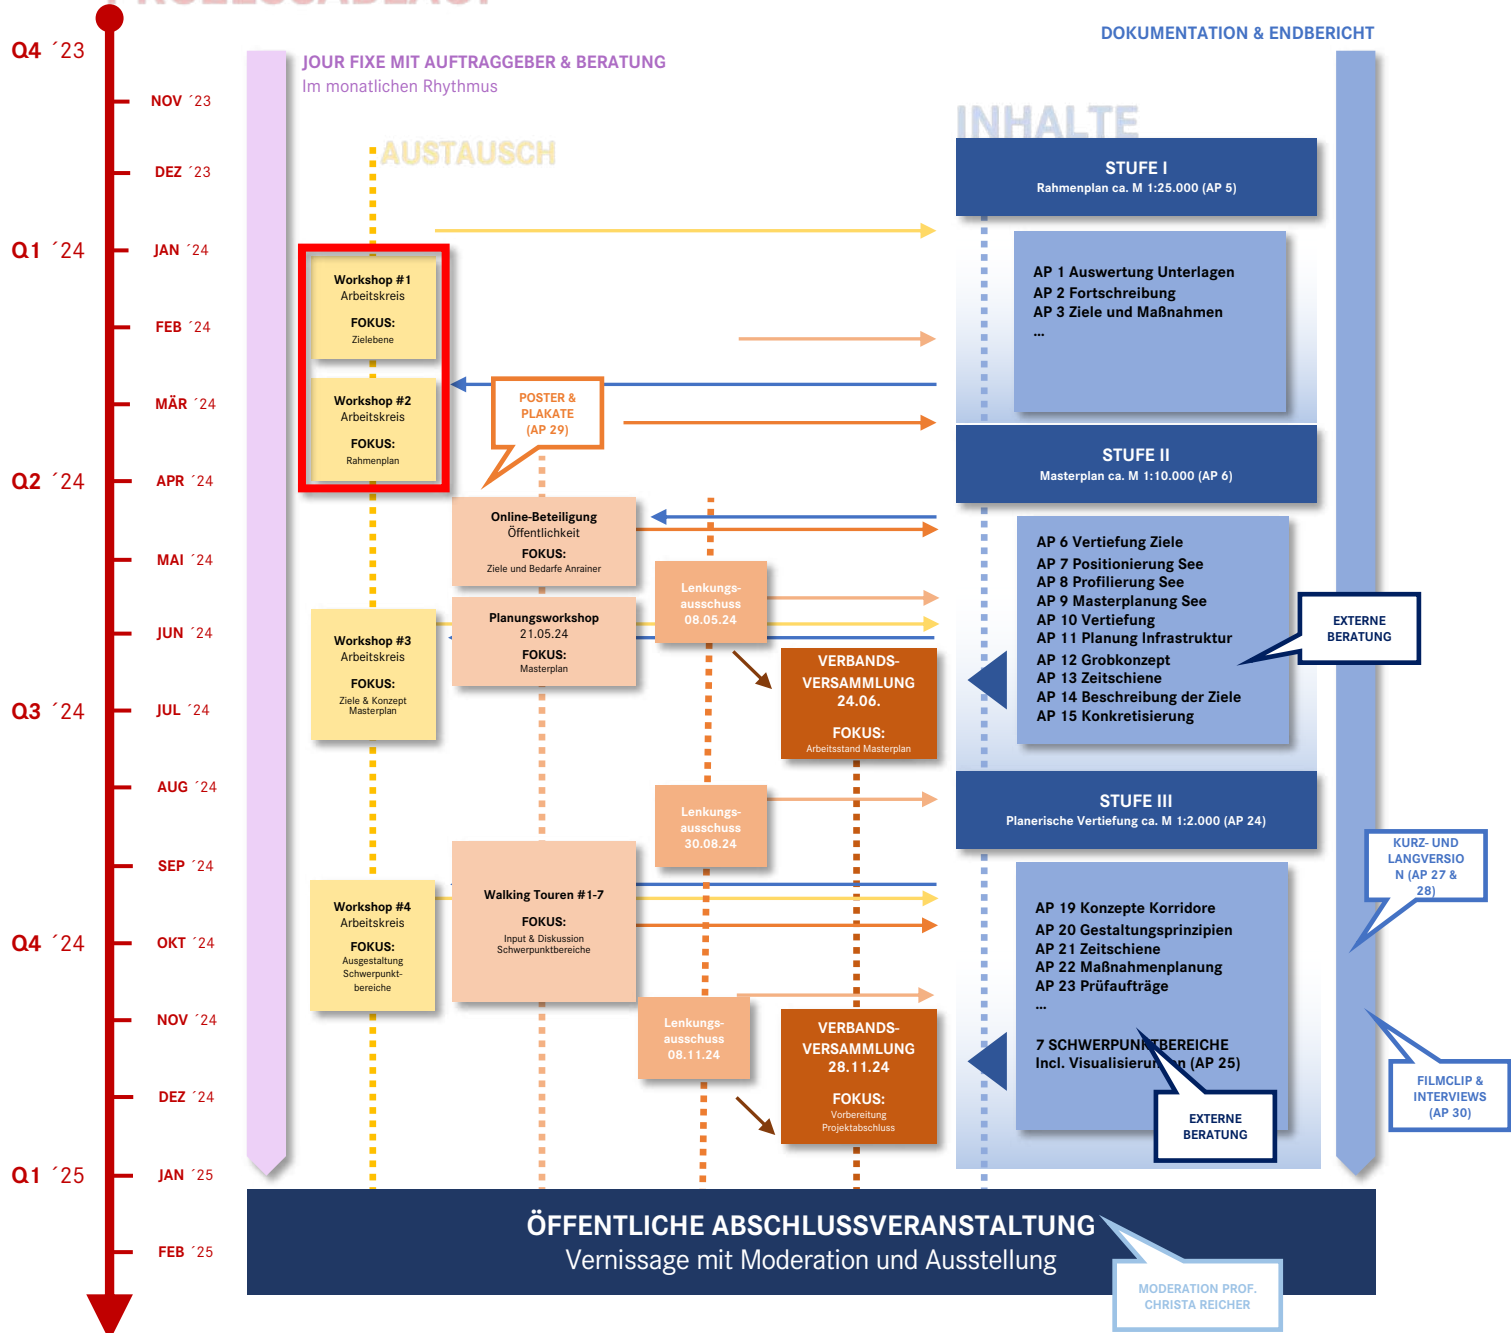 PROZESSABLAUF
DOKUMENTATION & ENDBERICHT
Q4 ´23
JOUR FIXE MIT AUFTRAGGEBER & BERATUNG
Im monatlichen Rhythmus
NOV ´23
INHALTE
AUSTAUSCH
DEZ ´23
STUFE I
Rahmenplan ca. M 1:25.000 (AP 5)
Q1 ´24
JAN ´24
Workshop #1
Arbeitskreis
FOKUS:
Zielebene
AP 1 Auswertung Unterlagen
AP 2 Fortschreibung
AP 3 Ziele und Maßnahmen
...
FEB ´24
MÄR ´24
Workshop #2
Arbeitskreis
FOKUS:
Rahmenplan
POSTER &
PLAKATE
(AP 29)
STUFE II
Masterplan ca. M 1:10.000 (AP 6)
Q2 ´24
APR ´24
Online-Beteiligung
Öffentlichkeit
FOKUS:
Ziele und Bedarfe Anrainer
MAI ´24
Lenkungs-
ausschuss
08.05.24
AP 6 Vertiefung Ziele
AP 7 Positionierung See
AP 8 Profilierung See
AP 9 Masterplanung See
AP 10 Vertiefung
AP 11 Planung Infrastruktur
AP 12 Grobkonzept
AP 13 Zeitschiene
AP 14 Beschreibung der Ziele
AP 15 Konkretisierung
EXTERNE
BERATUNG
JUN ´24
Workshop #3
Arbeitskreis
FOKUS:
Ziele & Konzept
Masterplan
Planungsworkshop
21.05.24
FOKUS:
Masterplan
VERBANDS-
VERSAMMLUNG
24.06.
FOKUS:
Arbeitsstand Masterplan
Q3 ´24
JUL ´24
AUG ´24
Lenkungs-
ausschuss
30.08.24
STUFE III
Planerische Vertiefung ca. M 1:2.000 (AP 24)
SEP ´24
KURZ- UND
LANGVERSIO
N (AP 27 &
28)
Workshop #4
Arbeitskreis
FOKUS:
Ausgestaltung
Schwerpunkt-
bereiche
Walking Touren #1-7
FOKUS:
Input & Diskussion
Schwerpunktbereiche
AP 19 Konzepte Korridore
AP 20 Gestaltungsprinzipien
AP 21 Zeitschiene
AP 22 Maßnahmenplanung
AP 23 Prüfaufträge
...
7 SCHWERPUNKTBEREICHE
Incl. Visualisierungen (AP 25)
Q4 ´24
OKT ´24
NOV ´24
Lenkungs-
ausschuss
08.11.24
VERBANDS-
VERSAMMLUNG
28.11.24
FOKUS:
Vorbereitung
Projektabschluss
DEZ ´24
EXTERNE
BERATUNG
FILMCLIP &
INTERVIEWS
(AP 30)
Q1 ´25
JAN ´25
ÖFFENTLICHE ABSCHLUSSVERANSTALTUNG
Vernissage mit Moderation und Ausstellung
FEB ´25
MODERATION PROF.
CHRISTA REICHER